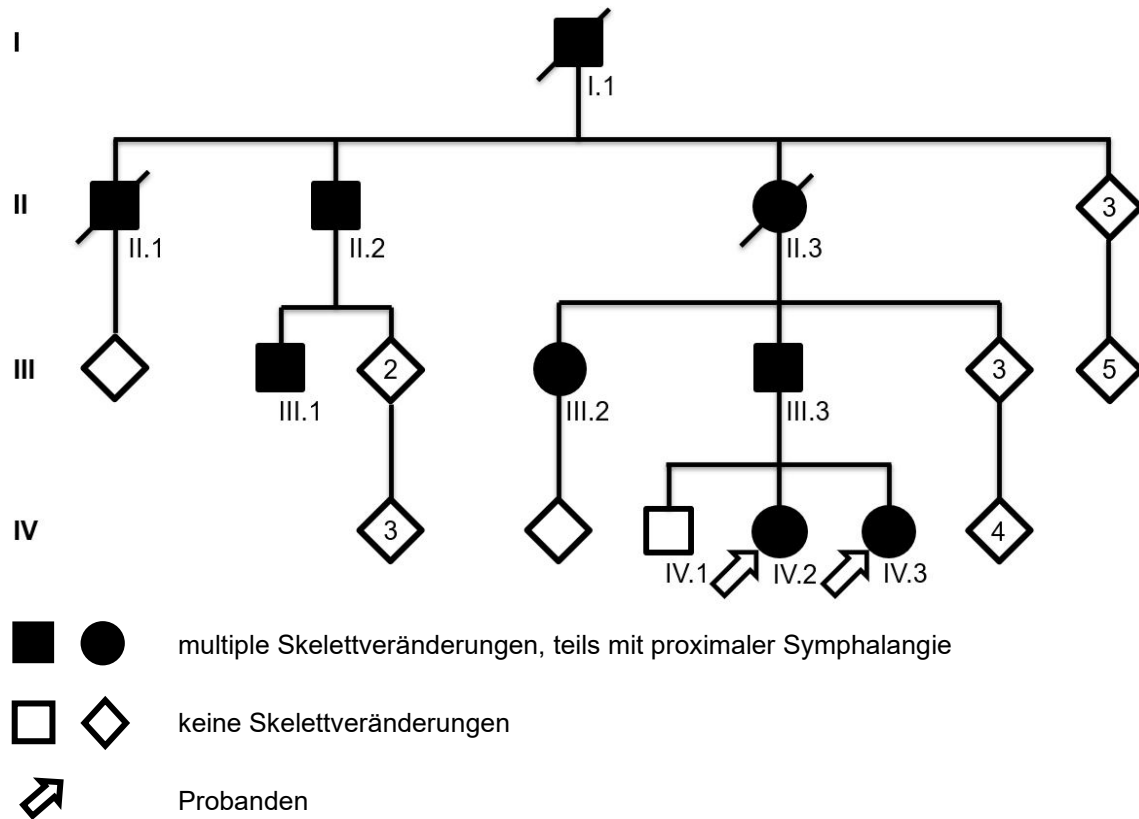 I
I.1
II
3
II.1
II.2
II.3
III
2
3
5
III.1
III.2
III.3
IV
3
4
IV.1
IV.2
IV.3
multiple Skelettveränderungen, teils mit proximaler Symphalangie
keine Skelettveränderungen
Probanden